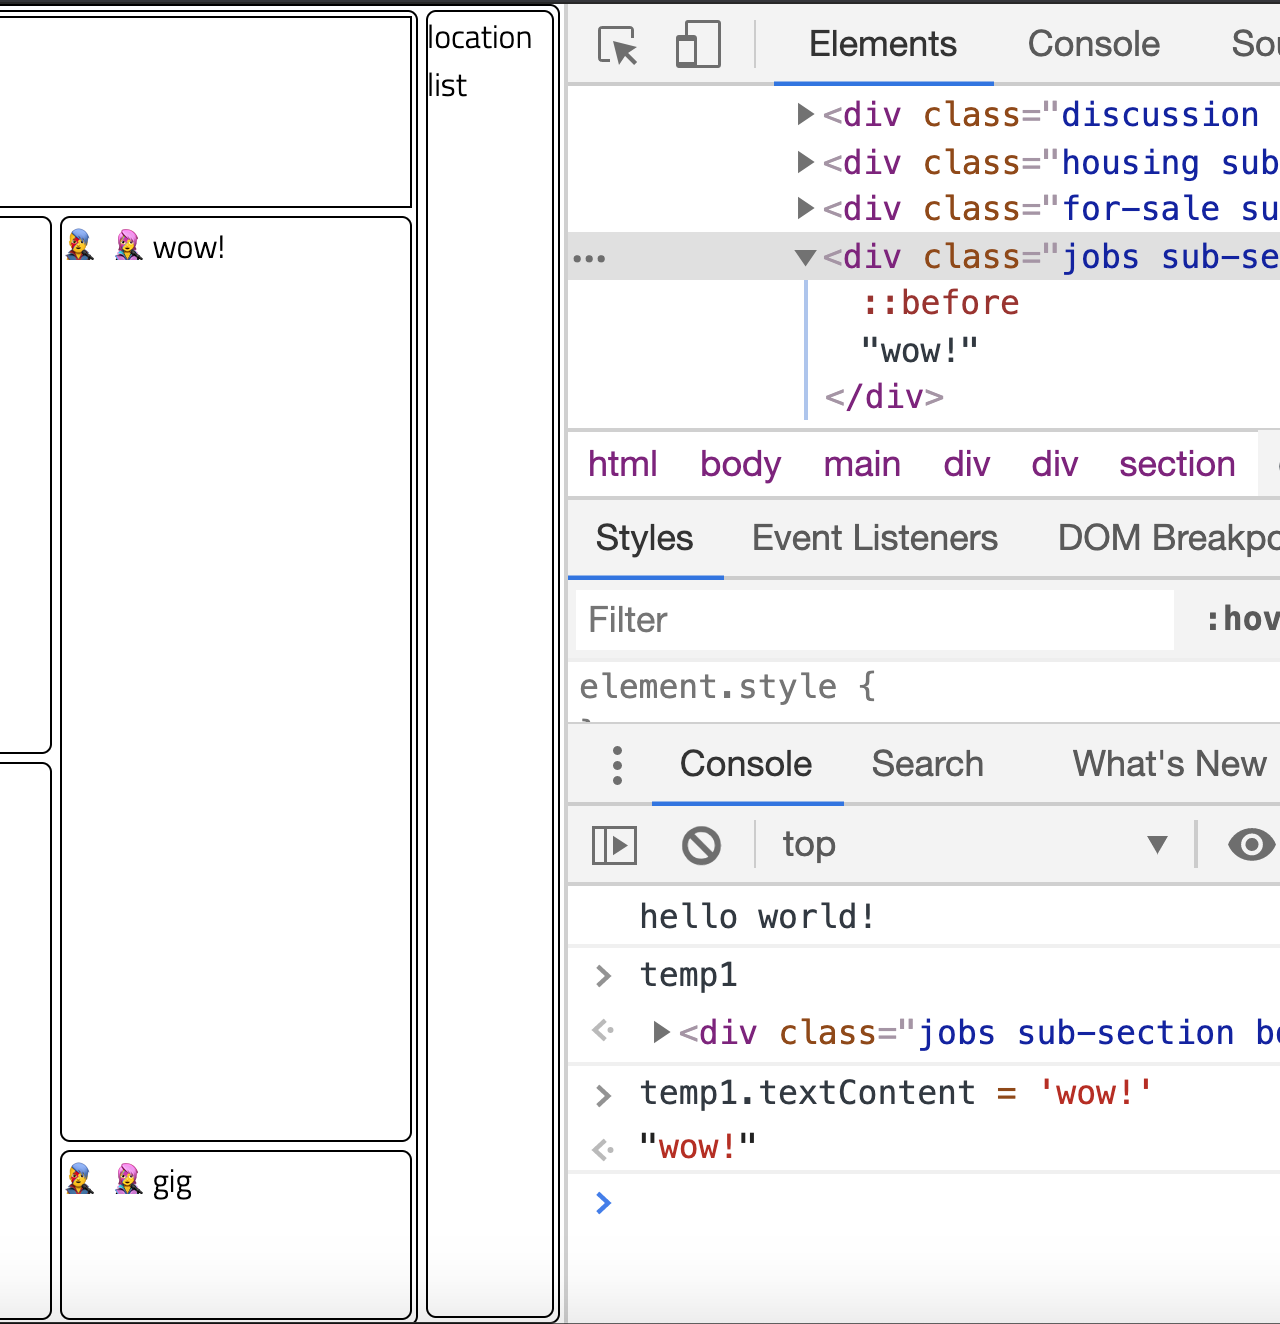 location
list
wow!
gig
Elements Console Sou
<div class="discussion
<div class="housing sub
<div class="for-sale su
<div class="jobs sub-se
::before
"wow!"
</div>
html body main div div section
Styles Event Listeners DOM Breakpo
Filter :hov
element.style {
Console Search What's New
top
hello world!
temp1
<div class="jobs sub-section bo
temp1.textContent = 'wow!'
"wow!"